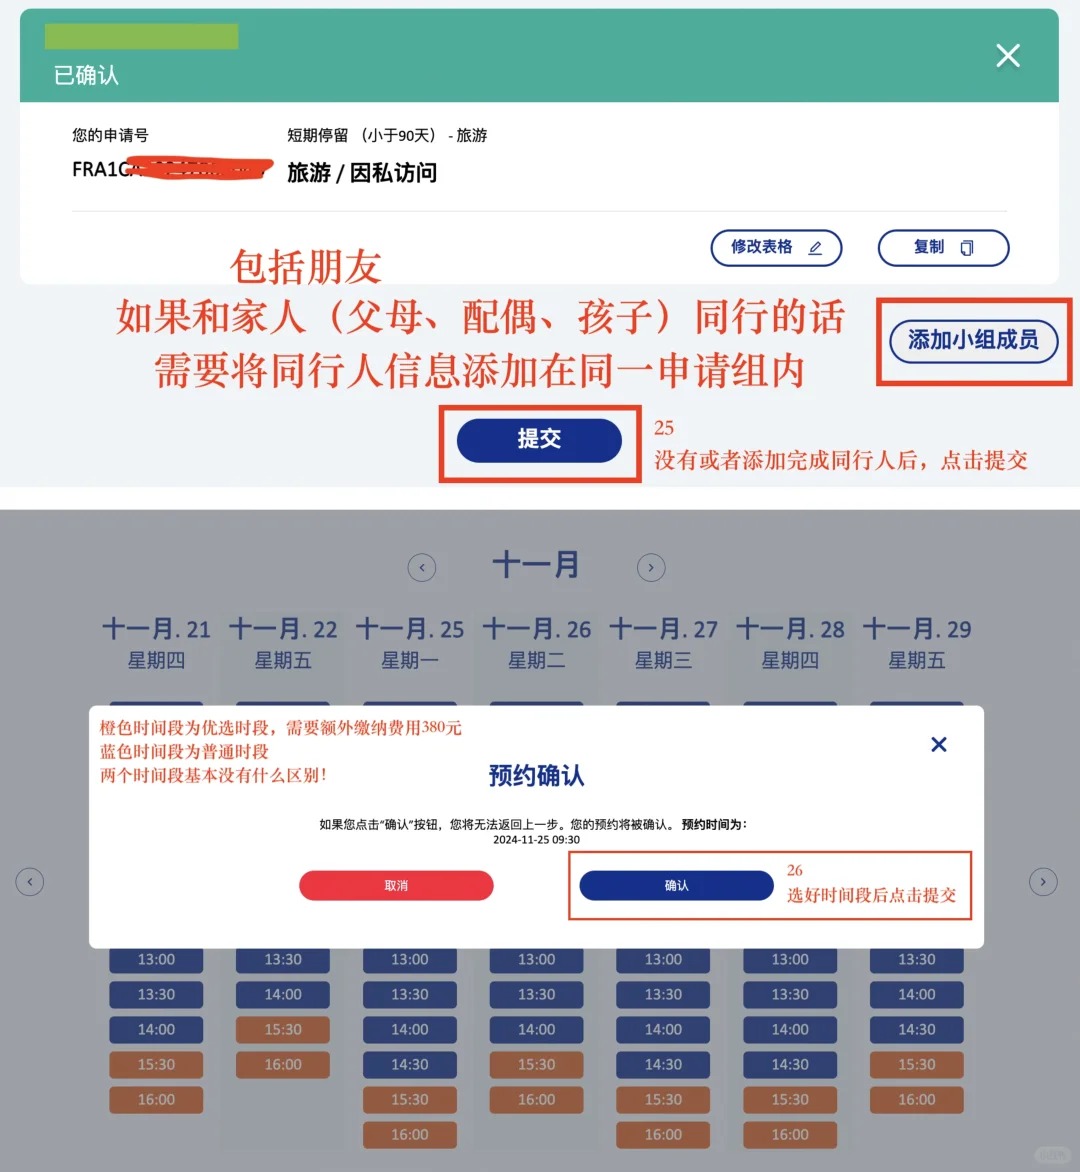 已确认
您的申请号
短期停留 （小于90天） - 旅游
FRA1CA
旅游 / 因私访问
修改表格
复制
包括朋友
如果和家人（父母、配偶、孩子）同行的话
需要将同行人信息添加在同一申请组内
添加小组成员
提交
25
没有或者添加完成同行人后，点击提交
十一月
十一月. 21 十一月. 22 十一月. 25 十一月. 26 十一月. 27 十一月. 28 十一月. 29
星期四 星期五 星期一 星期二 星期三 星期四 星期五
橙色时间段为优选时段，需要额外缴纳费用380元
蓝色时间段为普通时段
两个时间段基本没有什么区别！
预约确认
如果您点击“确认”按钮，您将无法返回上一步。您的预约将被确认。 预约时间为：
2024-11-25 09:30
取消
确认
26
选好时间段后点击提交
13:00 13:30 13:00 13:00 13:00 13:00 13:30
13:30 14:00 13:30 13:30 13:30 13:30 14:00
14:00 15:30 14:00 14:00 14:00 14:00 14:30
15:30 16:00 14:30 15:30 14:30 14:30 15:30
16:00 15:30 16:00 15:30 15:30 16:00
16:00 16:00 16:00